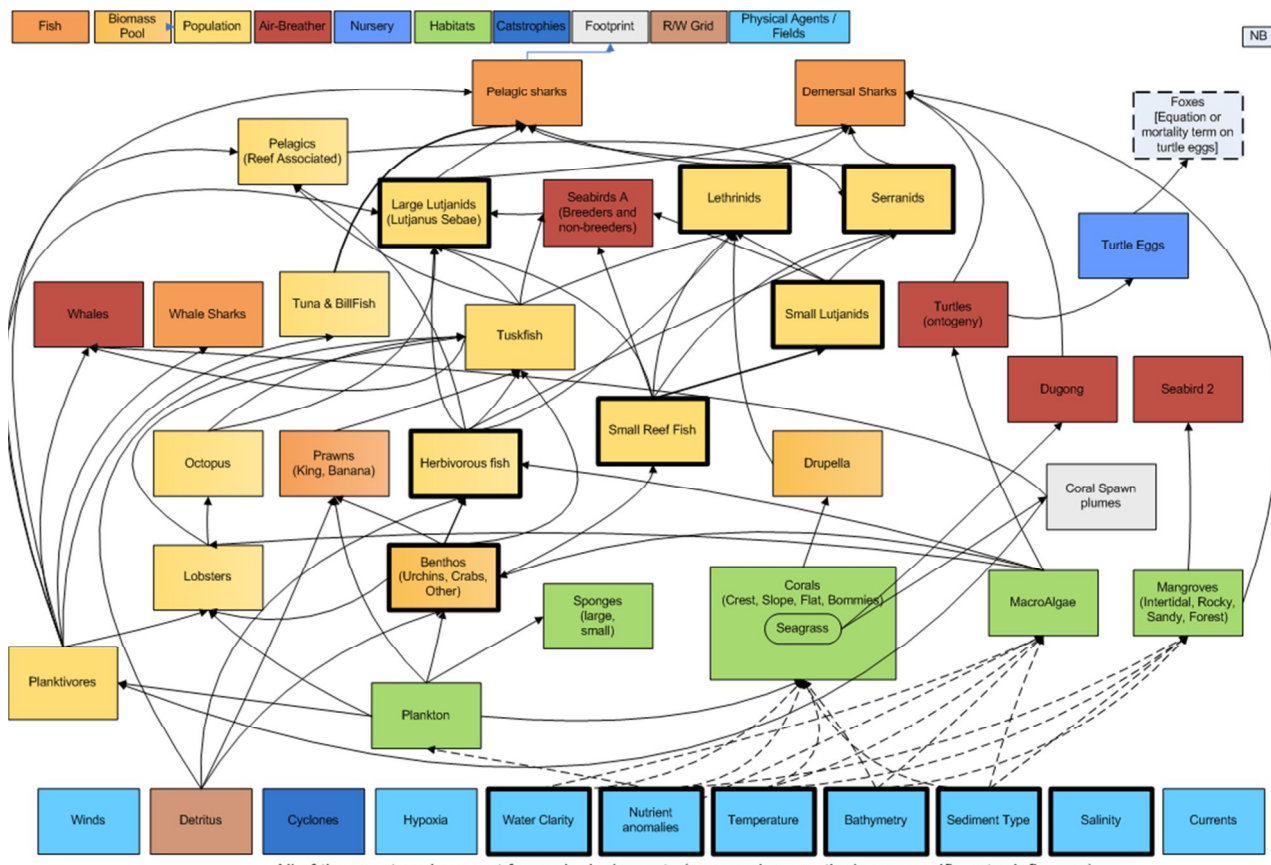 Fish
Biomass
Pool
Population
Air-Breather
Nursery
Habitats
Catstrophies
Footprint
R/W Grid
Physical Agents /
Fields
NB
Pelagic sharks
Demersal Sharks
Foxes
[Equation or
mortality term on
turtle eggs]
Pelagics
(Reef Associated)
Large Lutjanids
(Lutjanus Sebae)
Seabirds A
(Breeders and
non-breeders)
Lethrinids
Serranids
Turtle Eggs
Whales
Whale Sharks
Tuna & BillFish
Tuskfish
Small Lutjanids
Turtles
(ontogeny)
Dugong
Seabird 2
Octopus
Prawns
(King, Banana)
Herbivorous fish
Small Reef Fish
Drupella
Coral Spawn
plumes
Lobsters
Benthos
(Urchins, Crabs,
Other)
Sponges
(large,
small)
Corals
(Crest, Slope, Flat, Bommies)
Seagrass
MacroAlgae
Mangroves
(Intertidal, Rocky,
Sandy, Forest)
Planktivores
Plankton
Winds
Detritus
Cyclones
Hypoxia
Water Clarity
Nutrient
anomalies
Temperature
Bathymetry
Sediment Type
Salinity
Currents